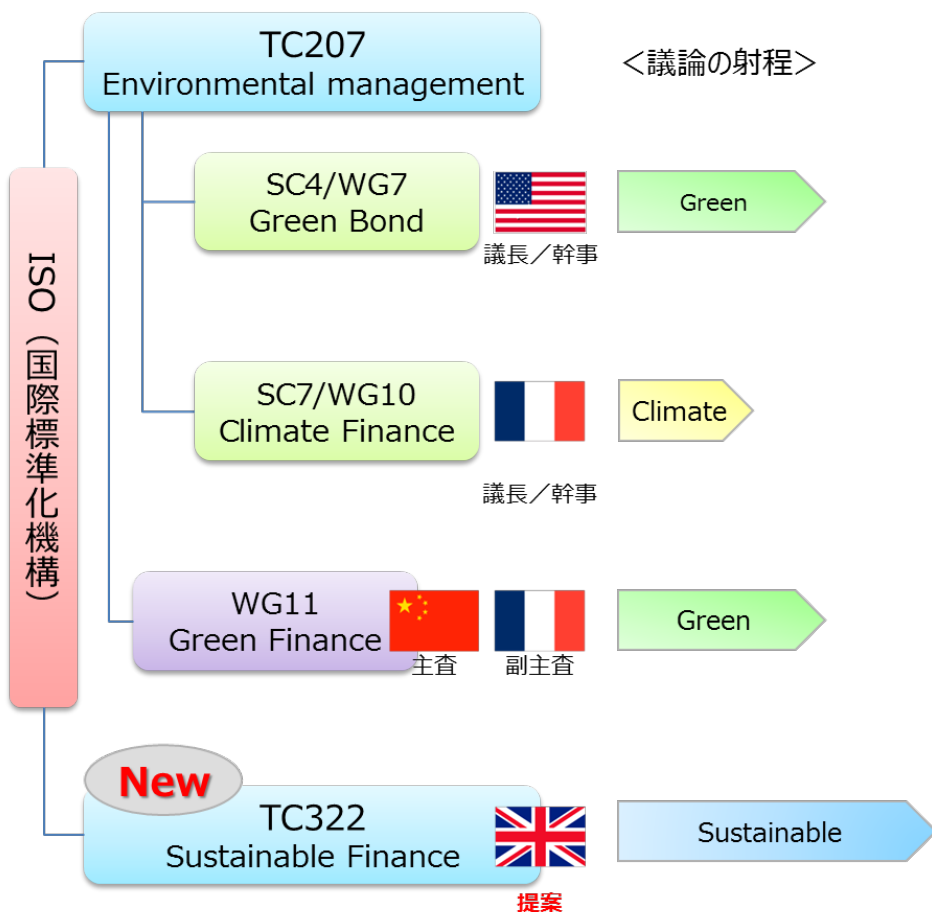 TC207
Environmental management
＜議論の射程＞
ISO（国際標準化機構）
SC4/WG7
Green Bond
議長／幹事
Green
SC7/WG10
Climate Finance
議長／幹事
Climate
WG11
Green Finance
主査
副主査
Green
New
TC322
Sustainable Finance
提案
Sustainable